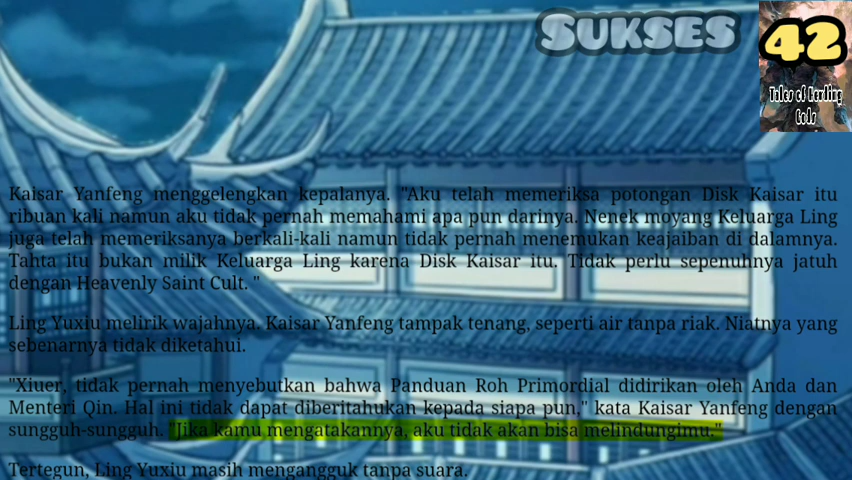 SUKSES
42
Tales of Herding
Gods
Kaisar Yanfeng menggelengkan kepalanya. "Aku telah memeriksa potongan Disk Kaisar itu
ribuan kali namun aku tidak pernah memahami apa pun darinya. Nenek moyang Keluarga Ling
juga telah memeriksanya berkali-kali namun tidak pernah menemukan keajaiban di dalamnya.
Tahta itu bukan milik Keluarga Ling karena Disk Kaisar itu. Tidak perlu sepenuhnya jatuh
dengan Heavenly Saint Cult. "
Ling Yuxiu melirik wajahnya. Kaisar Yanfeng tampak tenang, seperti air tanpa riak. Niatnya yang
sebenarnya tidak diketahui.
"Xiuer, tidak pernah menyebutkan bahwa Panduan Roh Primordial didirikan oleh Anda dan
Menteri Qin. Hal ini tidak dapat diberitahukan kepada siapa pun," kata Kaisar Yanfeng dengan
sungguh-sungguh. "Jika kamu mengatakannya, aku tidak akan bisa melindungimu."
Tertegun, Ling Yuxiu masih mengangguk tanpa suara.